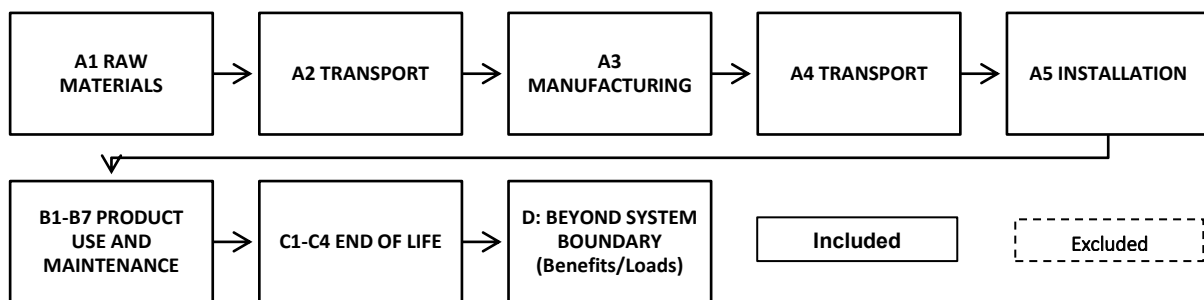 A1 RAW
MATERIALS
A2 TRANSPORT
A3
MANUFACTURING
A4 TRANSPORT
A5 INSTALLATION
B1-B7 PRODUCT
USE AND
MAINTENANCE
C1-C4 END OF LIFE
D: BEYOND SYSTEM
BOUNDARY
(Benefits/Loads)
Included
Excluded